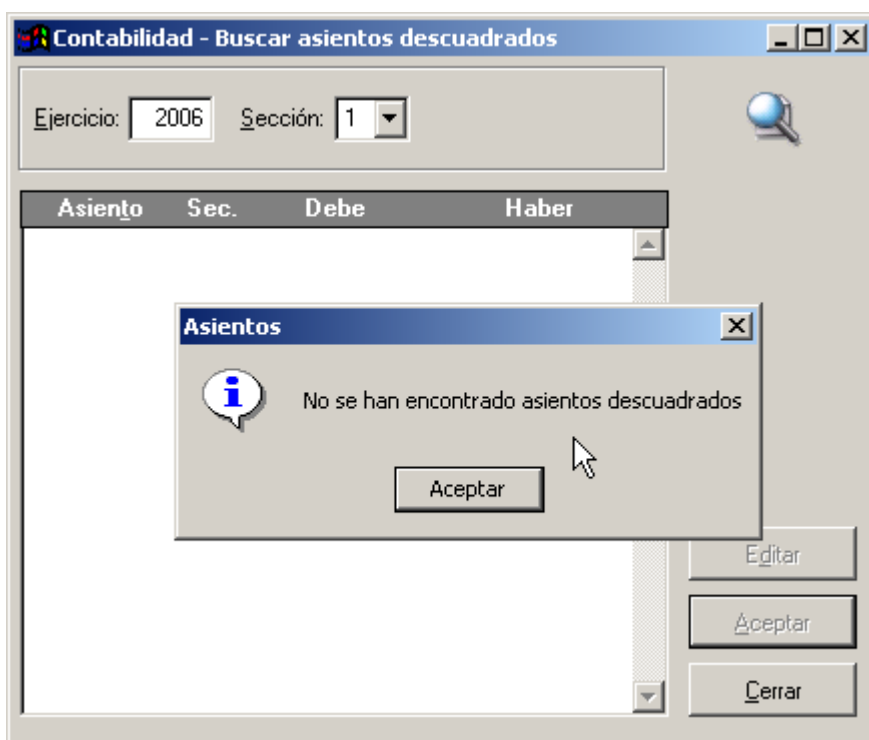 Contabilidad - Buscar asientos descuadrados
Ejercicio: 2006 Sección: 1
Asiento Sec. Debe Haber
Asientos
No se han encontrado asientos descuadrados
Aceptar
Editar
Aceptar
Cerrar